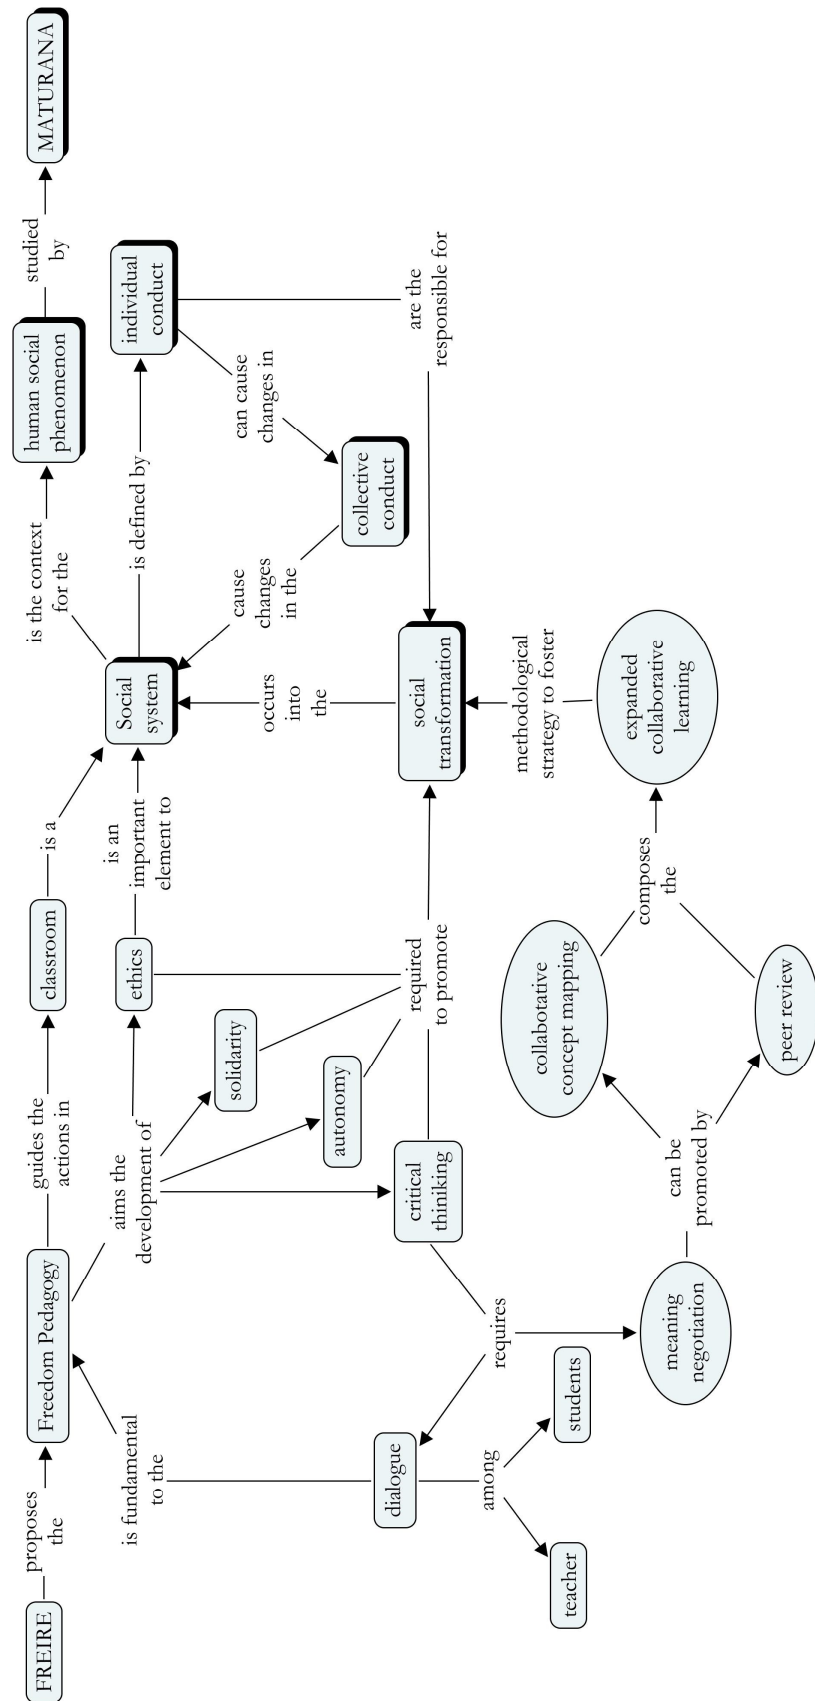 FREIRE
proposes
the
Freedom Pedagogy
guides the
actions in
classroom
is a
is the context
for the
human social
phenomenon
studied
by
MATURANA
is fundamental
to the
aims the
development of
ethics
is an
important
element to
Social
system
is defined by
individual
conduct
solidarity
autonomy
occurs
into
the
cause
changes
in the
can cause
changes in
collective
conduct
dialogue
critical
thiniking
required
to promote
social
transformation
are the
responsible for
among
requires
teacher
students
methodological
strategy to foster
meaning
negotiation
can be
promoted by
collabotative
concept mapping
composes
the
expanded
collaborative
learning
peer review